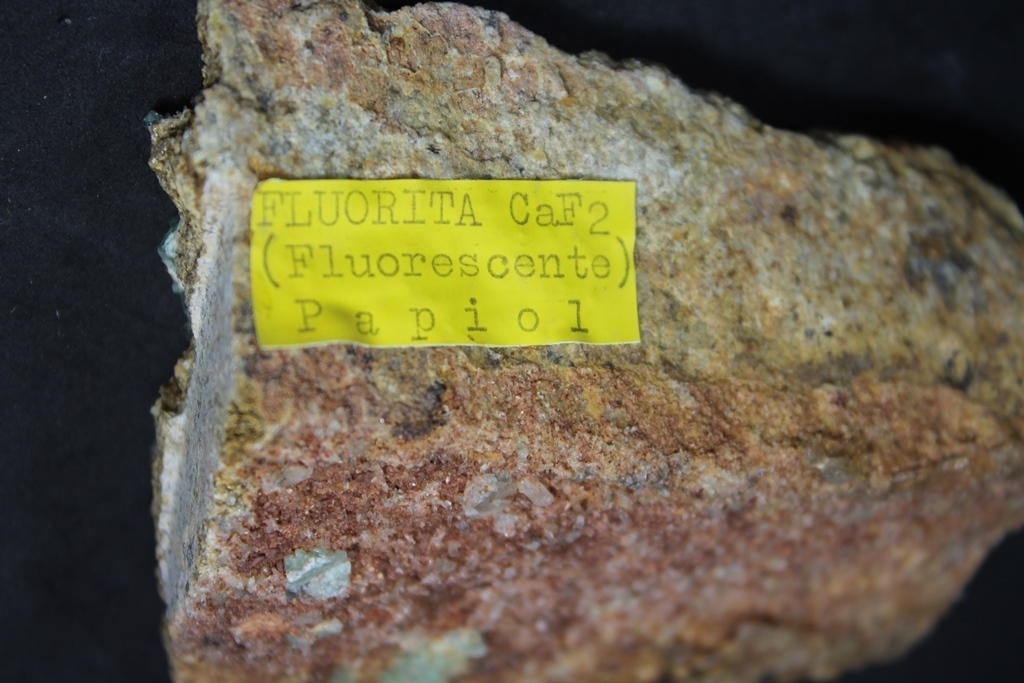 FLUORITA CaF2
(Fluorescente)
Papiol